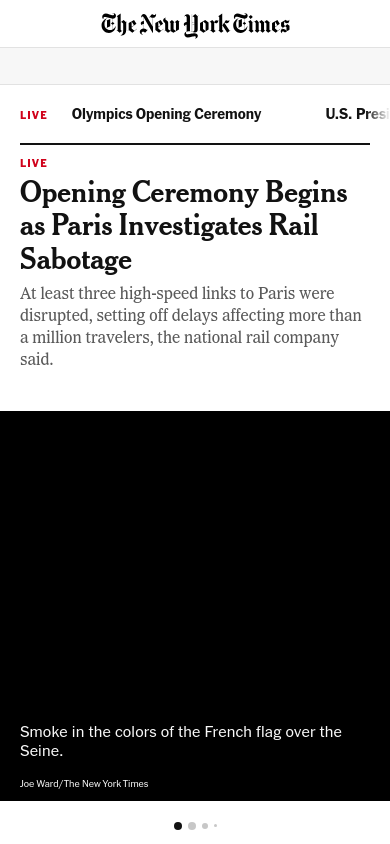 The New York Times
LIVE
Olympics Opening Ceremony
U.S. Presi
LIVE
Opening Ceremony Begins
as Paris Investigates Rail
Sabotage
At least three high-speed links to Paris were
disrupted, setting off delays affecting more than
a million travelers, the national rail company
said.
Smoke in the colors of the French flag over the
Seine.
Joe Ward/The New York Times